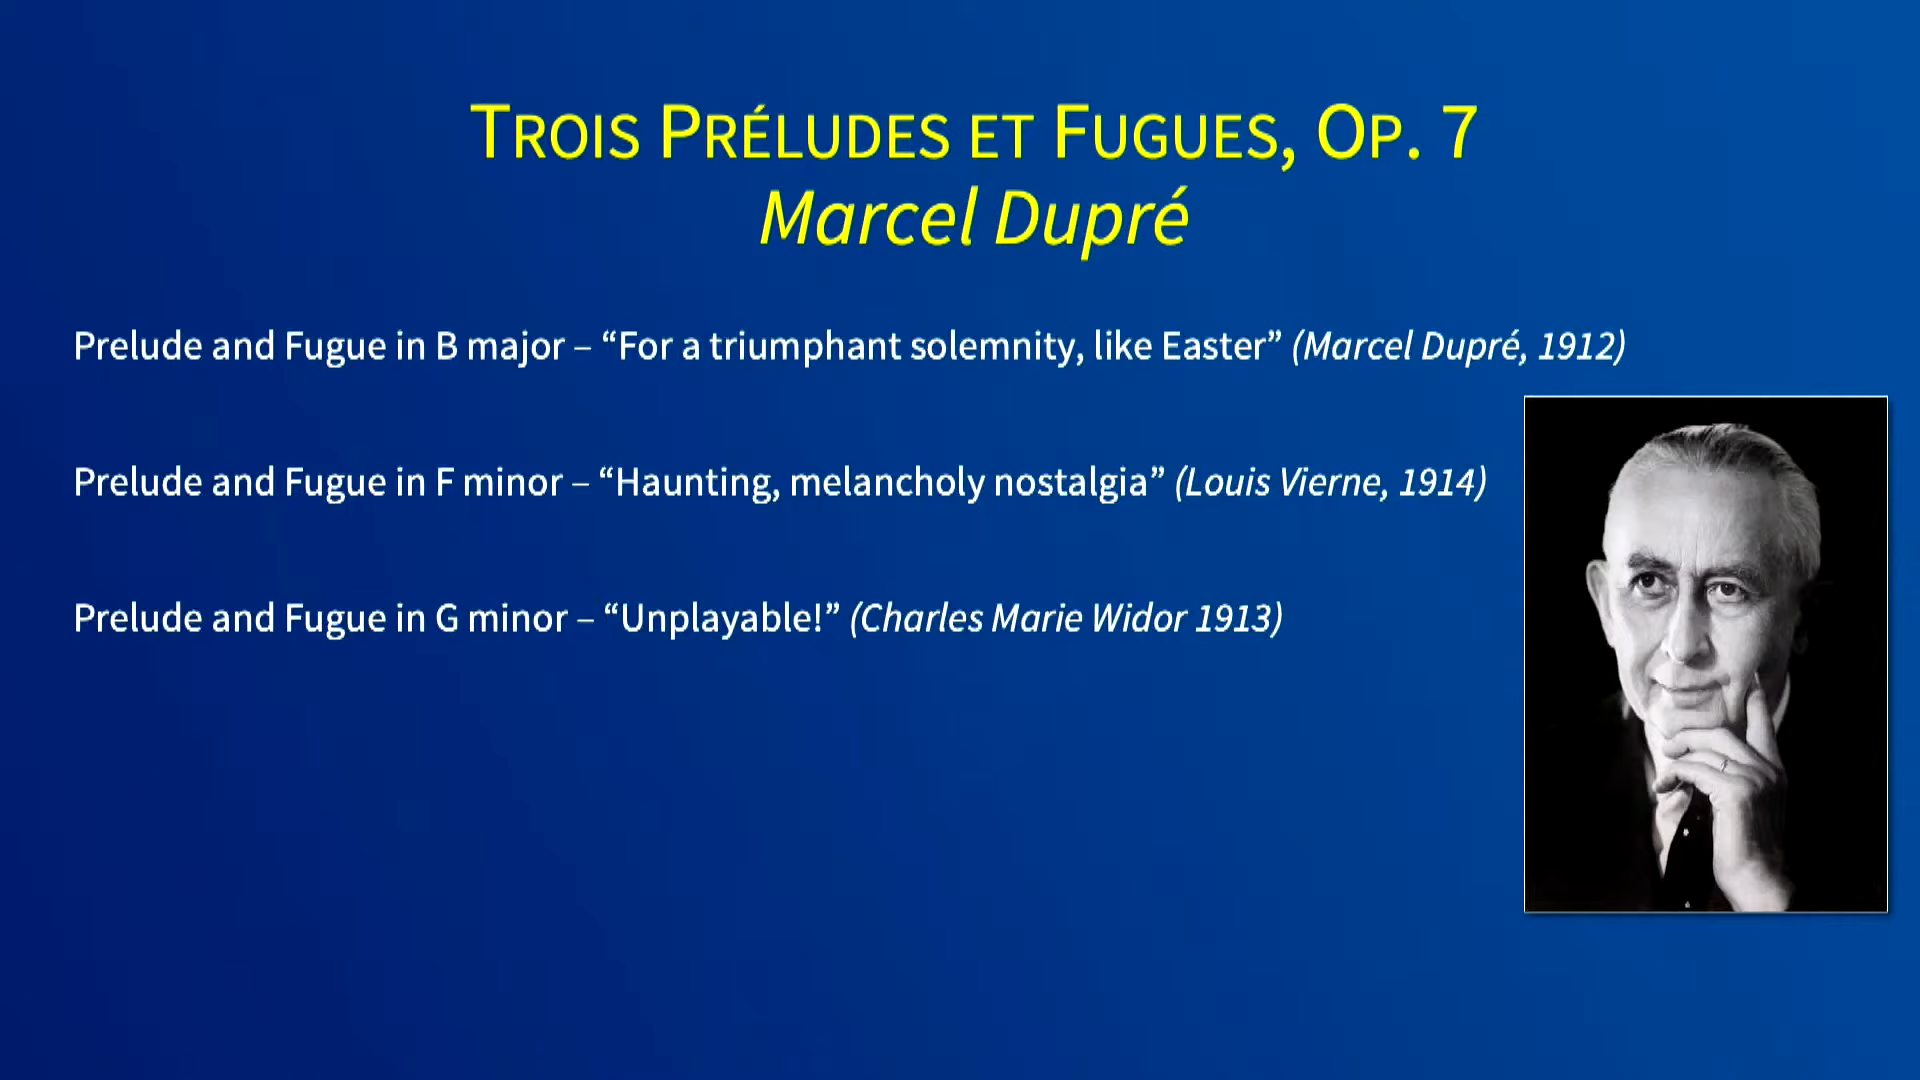 TROIS PRÉLUDES ET FUGUES, OP. 7
Marcel Dupré
Prelude and Fugue in B major – “For a triumphant solemnity, like Easter” (Marcel Dupré, 1912)
Prelude and Fugue in F minor – “Haunting, melancholy nostalgia” (Louis Vierne, 1914)
Prelude and Fugue in G minor – “Unplayable!” (Charles Marie Widor 1913)